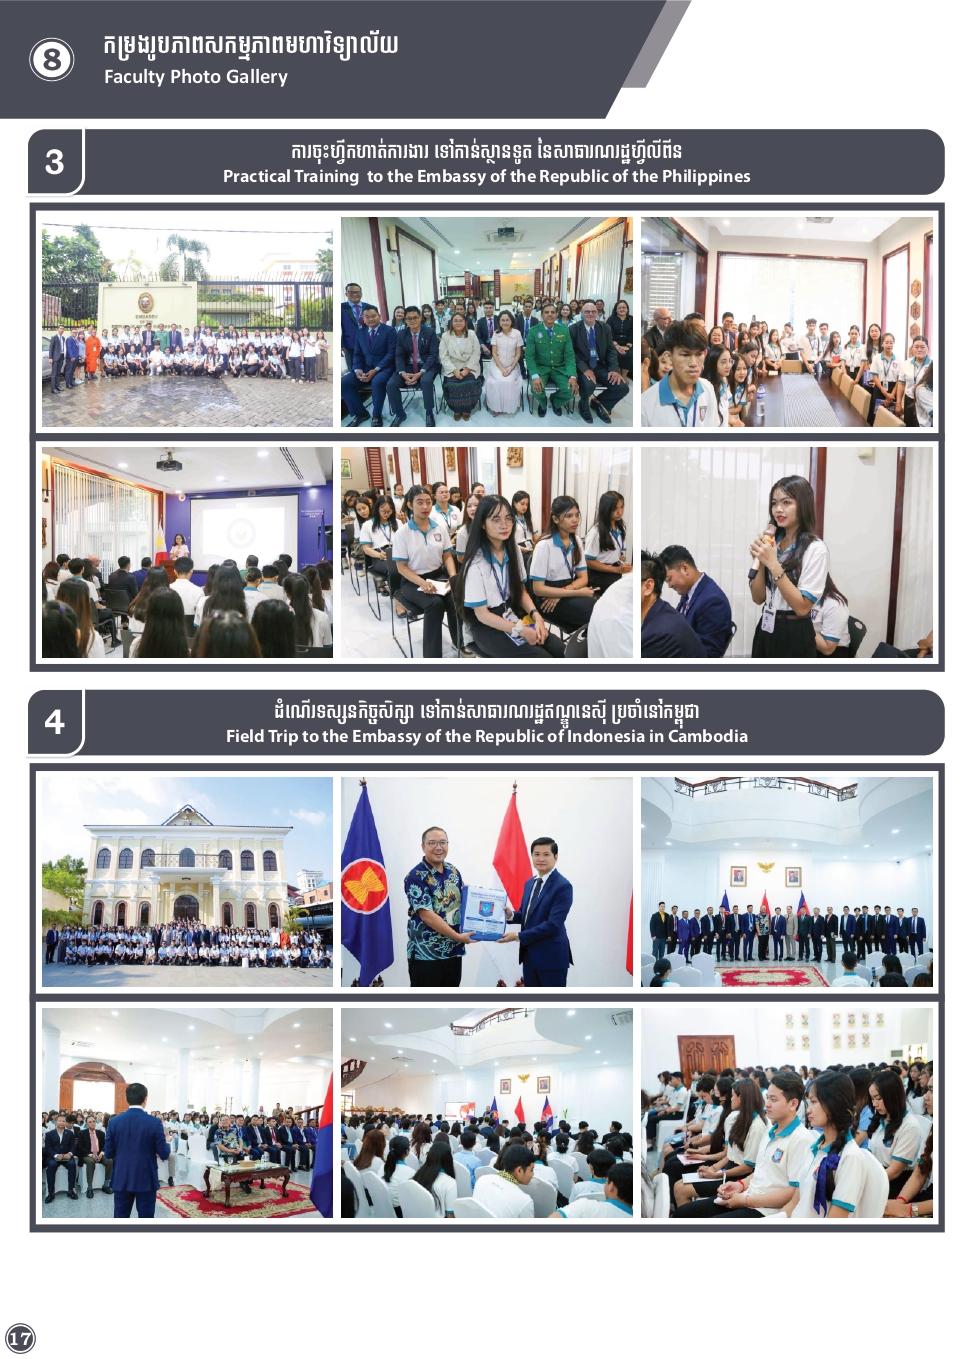 8
កម្រងរូបភាពសកម្មភាពមហាវិទ្យាល័យ
Faculty Photo Gallery
3
ការចុះហ្វឹកហាត់ការងារ ទៅកាន់ស្ថានទូត នៃសាធារណរដ្ឋហ្វីលីពីន
Practical Training to the Embassy of the Republic of the Philippines
EMBASSY
4
ដំណើរទស្សនកិច្ចសិក្សា ទៅកាន់សាធារណរដ្ឋឥណ្ឌូនេស៊ី ប្រចាំនៅកម្ពុជា
Field Trip to the Embassy of the Republic of Indonesia in Cambodia
17